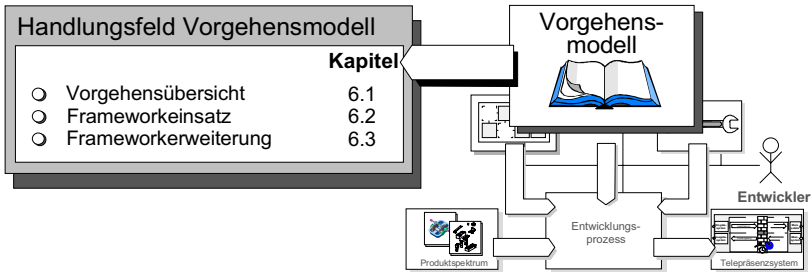 Handlungsfeld Vorgehensmodell
Kapitel
Vorgehensübersicht 6.1
Frameworkeinsatz 6.2
Frameworkerweiterung 6.3
Vorgehens-
modell
Entwickler
Entwicklungs-
prozess
Produktspektrum
Telepräsenzsystem